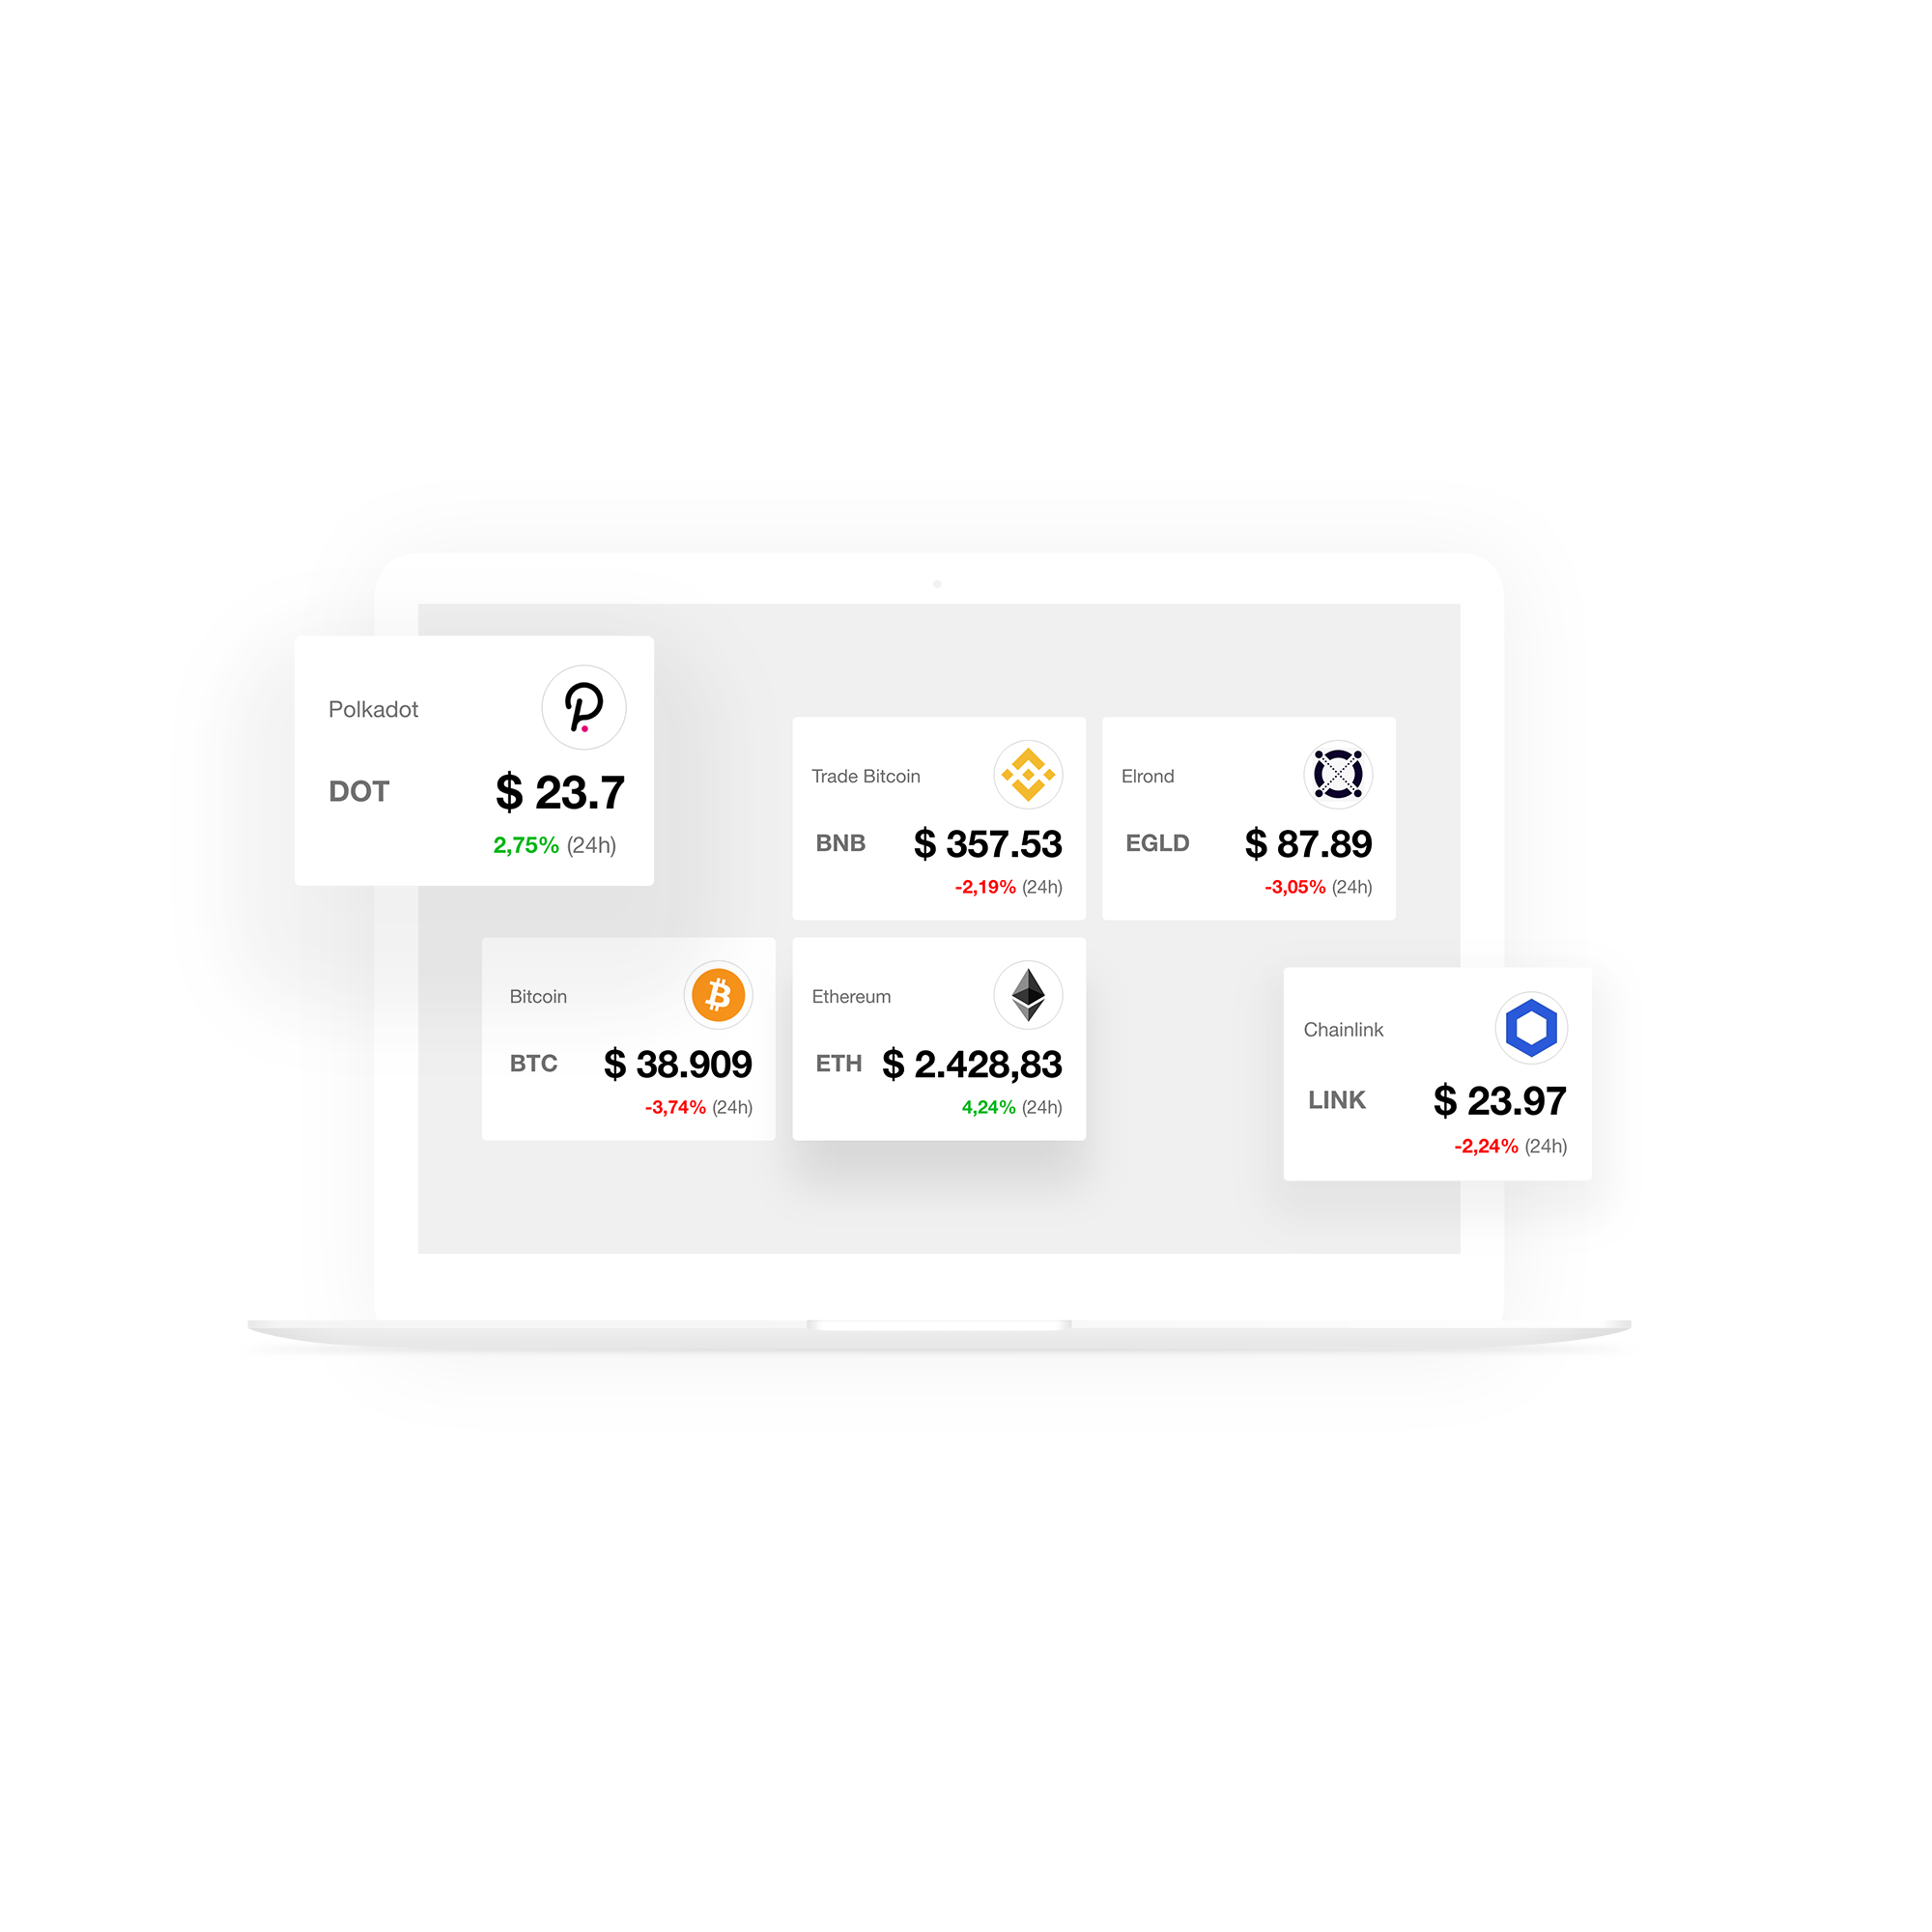 Polkadot
DOT $ 23.7
2,75% (24h)
Trade Bitcoin
BNB $ 357.53
-2,19% (24h)
Elrond
EGLD $ 87.89
-3,05% (24h)
Bitcoin
BTC $ 38.909
-3,74% (24h)
Ethereum
ETH $ 2.428,83
4,24% (24h)
Chainlink
LINK $ 23.97
-2,24% (24h)